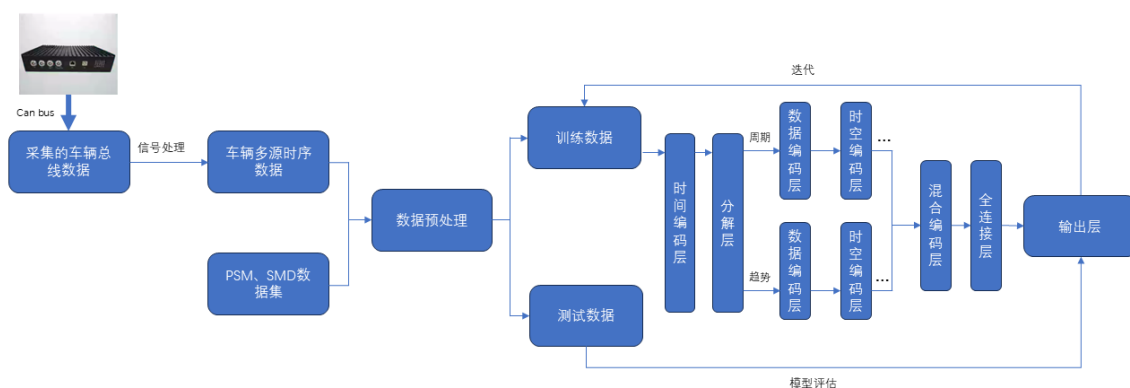 Can bus
采集的车辆总
线数据
信号处理
车辆多源时序
数据
PSM、SMD数
据集
数据预处理
训练数据
测试数据
时间编码层
分解层
周期
数据编码层
时空编码层
...
趋势
数据编码层
时空编码层
...
混合编码层
全连接层
输出层
迭代
模型评估